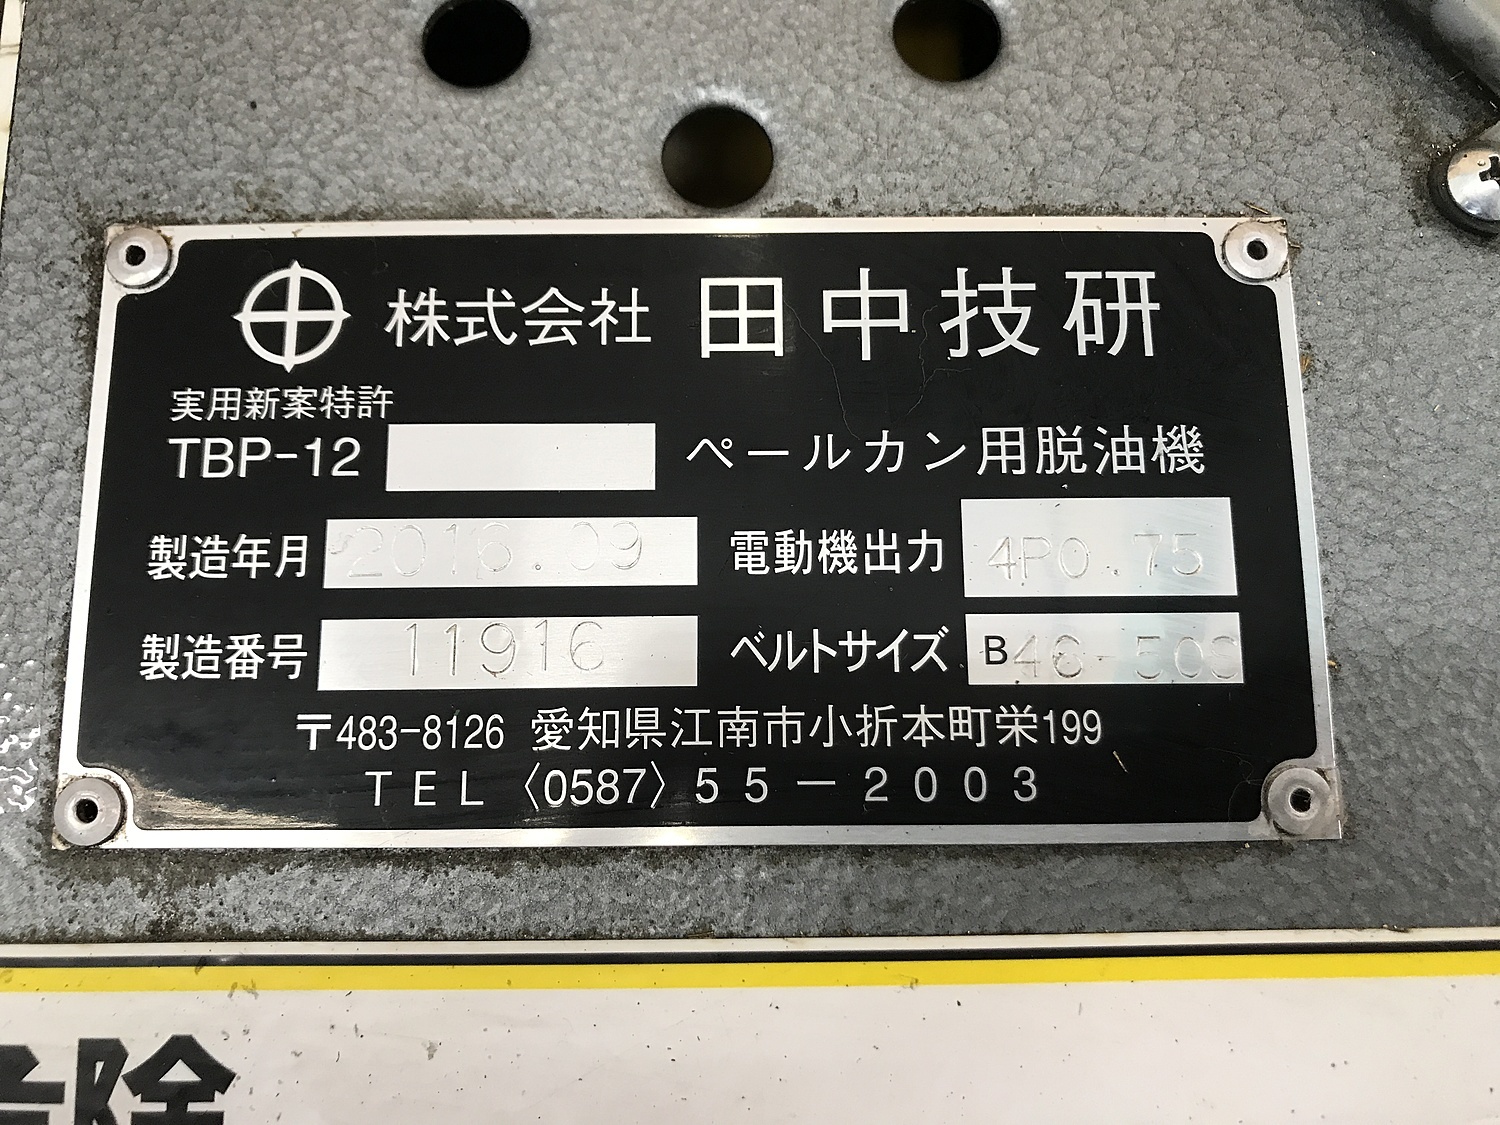 株式会社 田中技研
実用新案特許
TBP-12 ペールカン用脱油機
製造年月 2016.09 電動機出力 4P0.75
製造番号 11916 ベルトサイズ B46-50S
〒483-8126 愛知県江南市小折本町栄199
TEL〈0587〉55-2003
危険